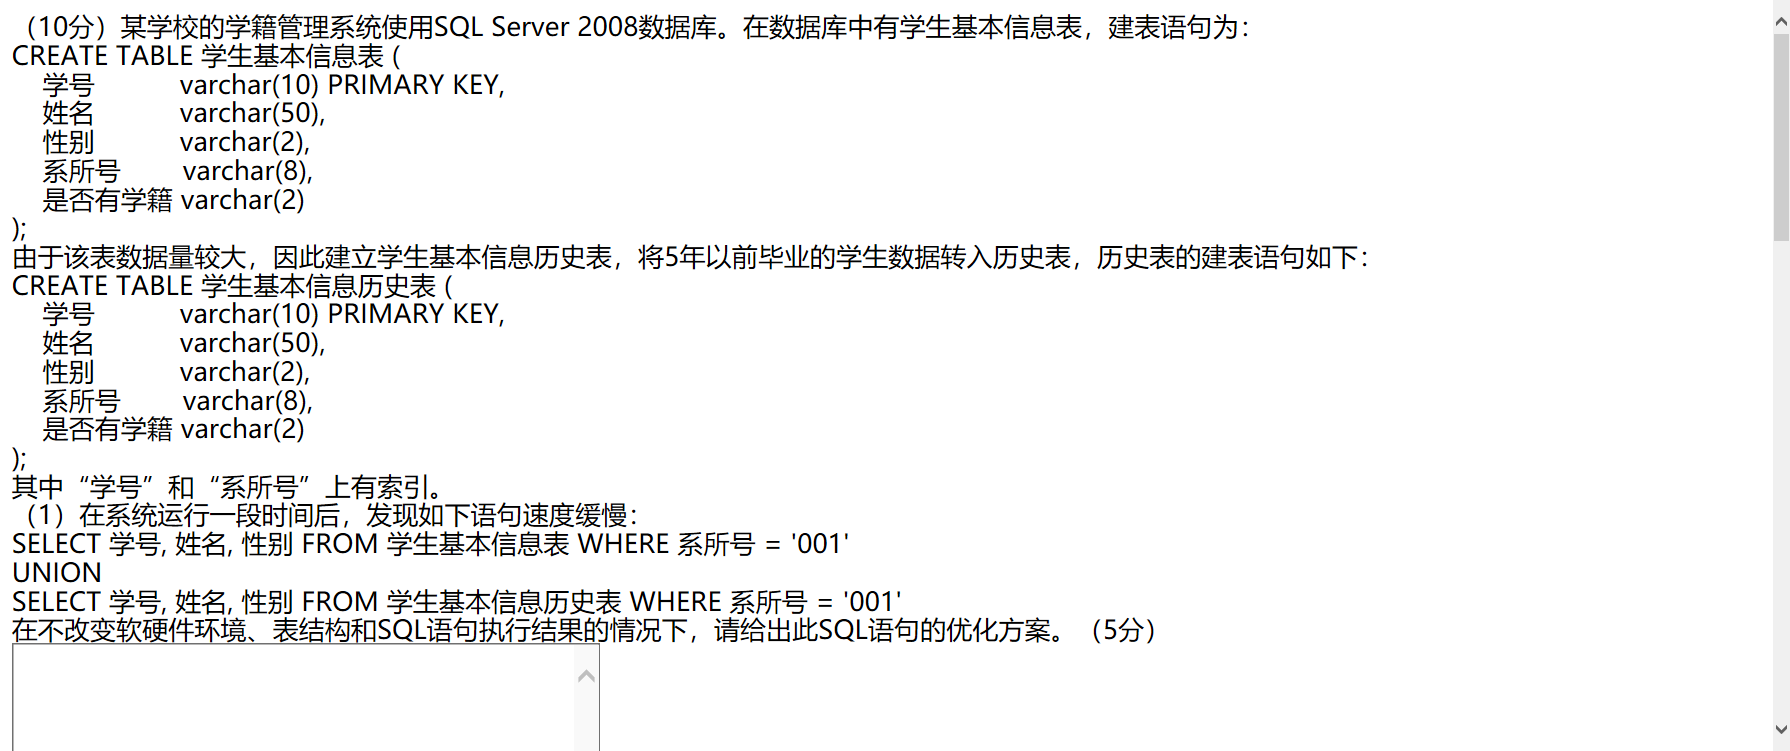 （10分）某学校的学籍管理系统使用SQL Server 2008数据库。在数据库中有学生基本信息表，建表语句为：
CREATE TABLE 学生基本信息表 (
学号 varchar(10) PRIMARY KEY,
姓名 varchar(50),
性别 varchar(2),
系所号 varchar(8),
是否有学籍 varchar(2)
);
由于该表数据量较大，因此建立学生基本信息历史表，将5年以前毕业的学生数据转入历史表，历史表的建表语句如下：
CREATE TABLE 学生基本信息历史表 (
学号 varchar(10) PRIMARY KEY,
姓名 varchar(50),
性别 varchar(2),
系所号 varchar(8),
是否有学籍 varchar(2)
);
其中“学号”和“系所号”上有索引。
（1）在系统运行一段时间后，发现如下语句速度缓慢：
SELECT 学号, 姓名, 性别 FROM 学生基本信息表 WHERE 系所号 = '001'
UNION
SELECT 学号, 姓名, 性别 FROM 学生基本信息历史表 WHERE 系所号 = '001'
在不改变软硬件环境、表结构和SQL语句执行结果的情况下，请给出此SQL语句的优化方案。（5分）